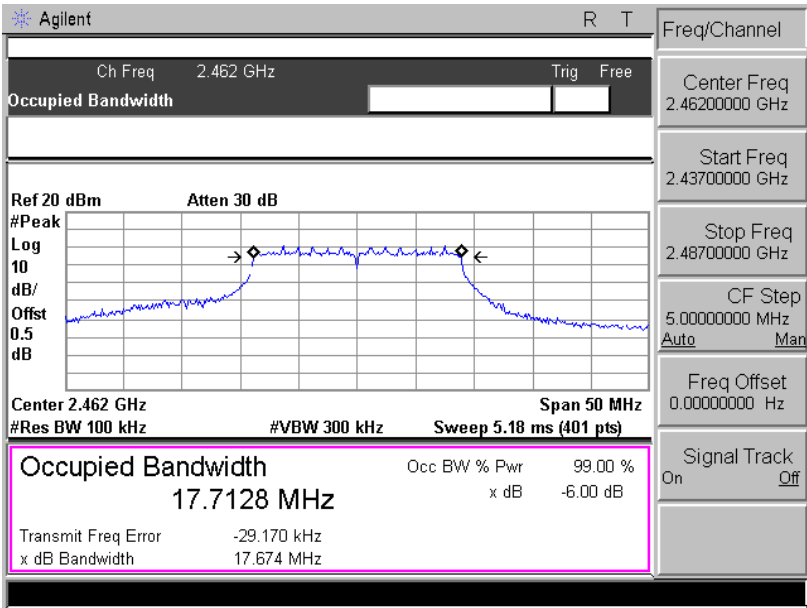 Agilent R T
Ch Freq 2.462 GHz Trig Free
Occupied Bandwidth
Ref 20 dBm Atten 30 dB
#Peak
Log
10
dB/
Offst
0.5
dB
Center 2.462 GHz Span 50 MHz
#Res BW 100 kHz #VBW 300 kHz Sweep 5.18 ms (401 pts)
Occupied Bandwidth Occ BW % Pwr 99.00 %
17.7128 MHz x dB -6.00 dB
Transmit Freq Error -29.170 kHz
x dB Bandwidth 17.674 MHz
Freq/Channel
Center Freq
2.46200000 GHz
Start Freq
2.43700000 GHz
Stop Freq
2.48700000 GHz
CF Step
5.00000000 MHz
Auto Man
Freq Offset
0.00000000 Hz
Signal Track
On Off